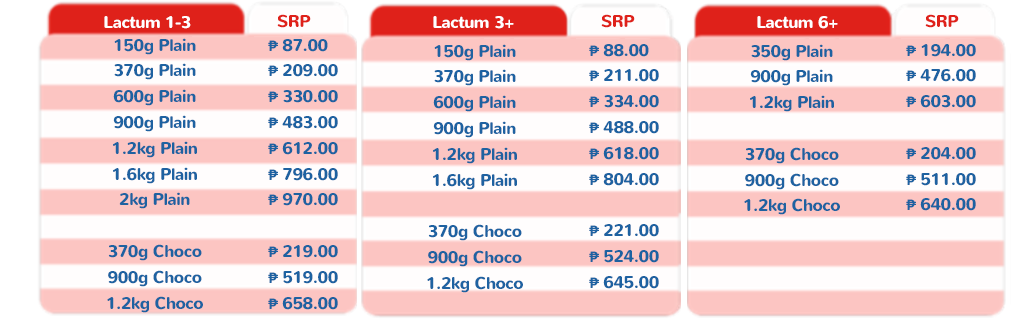 Lactum 1-3 SRP
150g Plain ₱ 87.00
370g Plain ₱ 209.00
600g Plain ₱ 330.00
900g Plain ₱ 483.00
1.2kg Plain ₱ 612.00
1.6kg Plain ₱ 796.00
2kg Plain ₱ 970.00
370g Choco ₱ 219.00
900g Choco ₱ 519.00
1.2kg Choco ₱ 658.00
Lactum 3+ SRP
150g Plain ₱ 88.00
370g Plain ₱ 211.00
600g Plain ₱ 334.00
900g Plain ₱ 488.00
1.2kg Plain ₱ 618.00
1.6kg Plain ₱ 804.00
370g Choco ₱ 221.00
900g Choco ₱ 524.00
1.2kg Choco ₱ 645.00
Lactum 6+ SRP
350g Plain ₱ 194.00
900g Plain ₱ 476.00
1.2kg Plain ₱ 603.00
370g Choco ₱ 204.00
900g Choco ₱ 511.00
1.2kg Choco ₱ 640.00